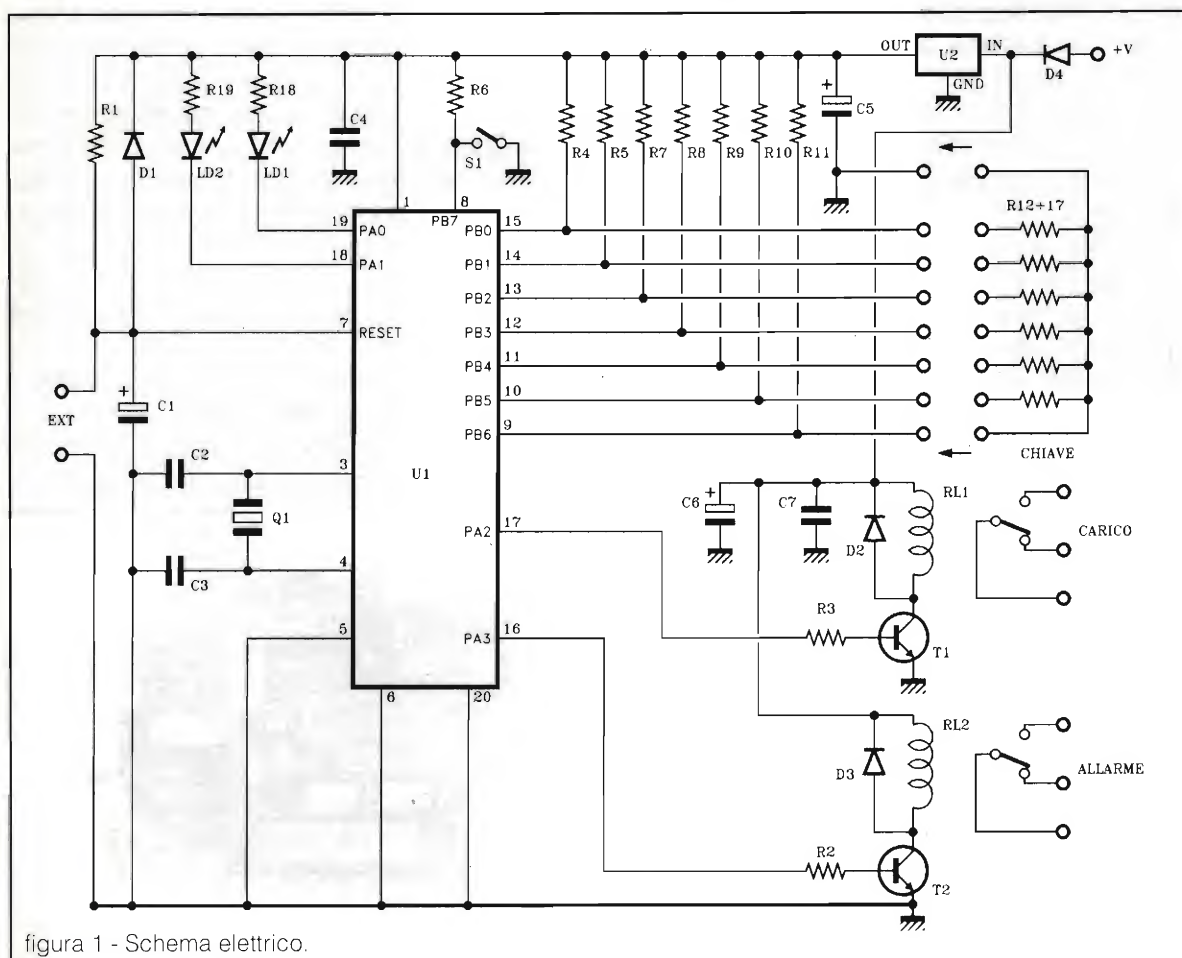 OUT
U2
IN
GND
D4
+V
R1
D1
R19
LD2
R18
LD1
C4
R6
S1
R4
R5
R7
R8
R9
R10
R11
+
C5
1
8
PB7
19 PA0
18 PA1
7 RESET
3
4
5
6
20
U1
PB0 15
PB1 14
PB2 13
PB3 12
PB4 11
PB5 10
PB6 9
PA2 17
PA3 16
R12÷17
CHIAVE
EXT
+
C1
C2
Q1
C3
+
C6
C7
D2
RL1
CARICO
R3
T1
D3
RL2
ALLARME
R2
T2
figura 1 - Schema elettrico.